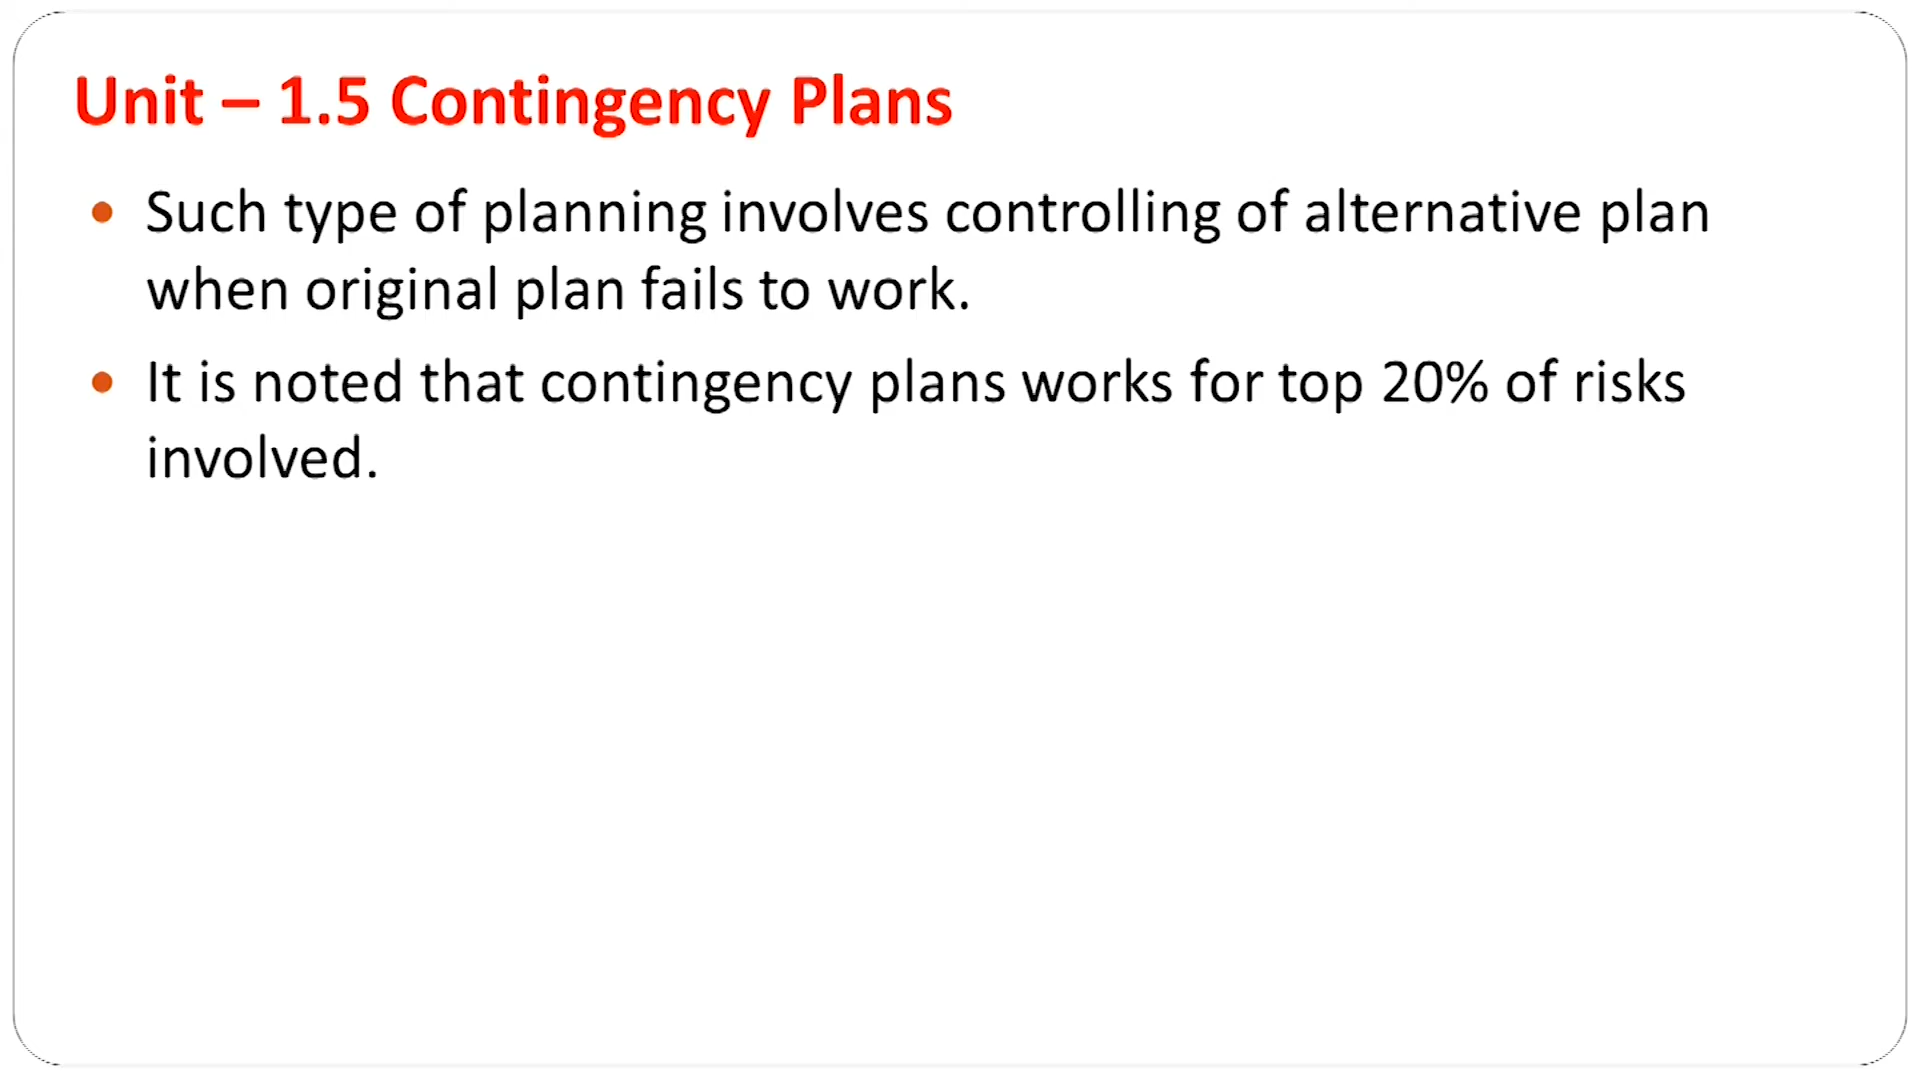 Unit – 1.5 Contingency Plans
• Such type of planning involves controlling of alternative plan
when original plan fails to work.
• It is noted that contingency plans works for top 20% of risks
involved.